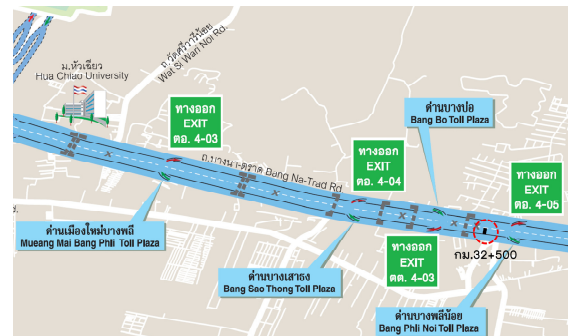 ม.หัวเฉียว
Hua Chiao University
ถ.วัดศรีวารีน้อย
Wat Si Wari Noi Rd.
ทางออก
EXIT
ตอ. 4-03
ทางออก
EXIT
ตอ. 4-04
ด่านบางบ่อ
Bang Bo Toll Plaza
ทางออก
EXIT
ตอ. 4-05
ถ.บางนา-ตราด Bang Na-Trad Rd
ด่านเมืองใหม่บางพลี
Mueang Mai Bang Phli Toll Plaza
ด่านบางเสาธง
Bang Sao Thong Toll Plaza
ทางออก
EXIT
ตต. 4-03
กม.32+500
ด่านบางพลีน้อย
Bang Phli Noi Toll Plaza